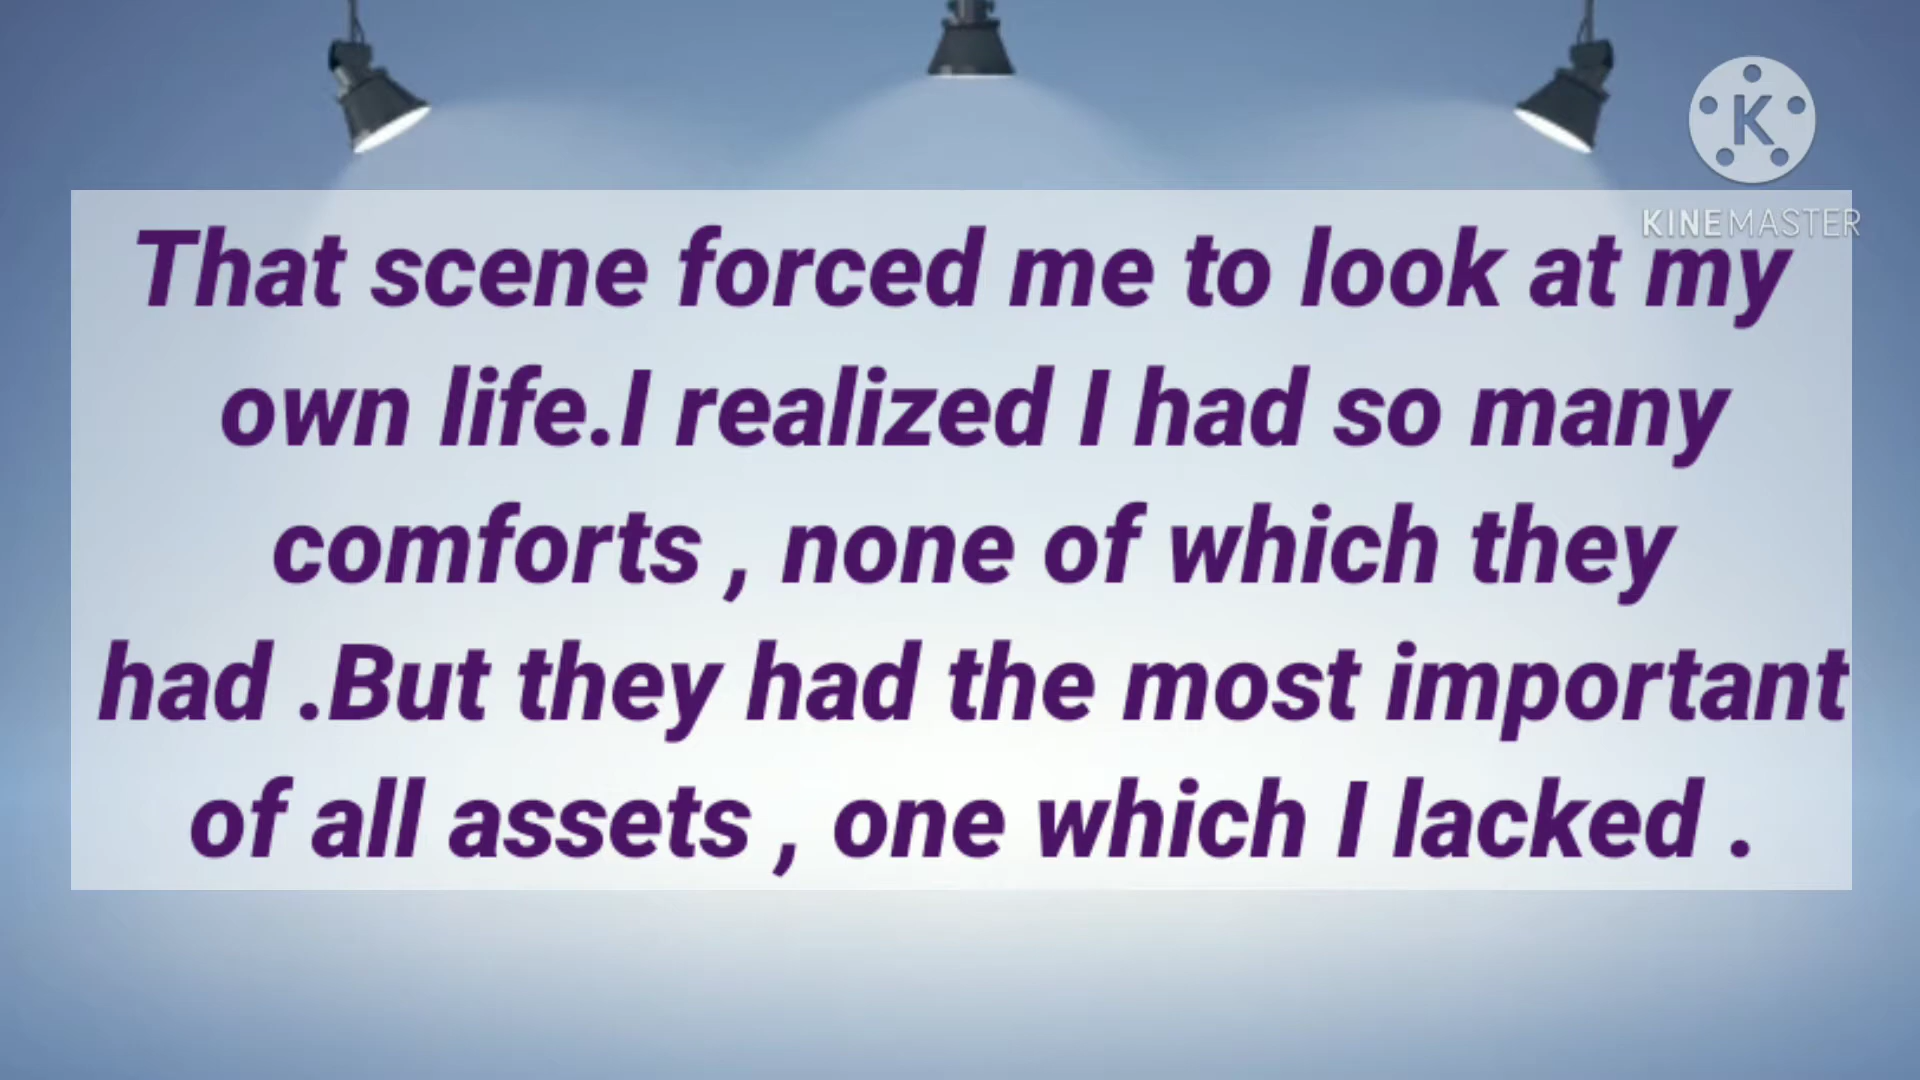 K
KINEMASTER
That scene forced me to look at my
own life.I realized I had so many
comforts , none of which they
had .But they had the most important
of all assets , one which I lacked .